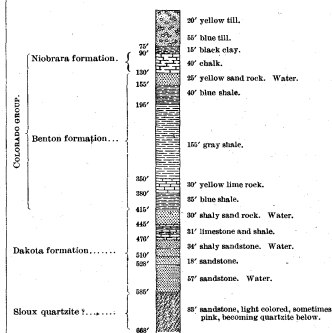 20′ yellow till.
55′ blue till.
75′
15′ black clay.
90′
Niobrara formation.
40′ chalk.
130′
25′ yellow sand rock. Water.
155′
40′ blue shale.
195′
COLORADO GROUP.
Benton formation...
155′ gray shale.
350′
30′ yellow lime rock.
380′
35′ blue shale.
415′
30′ shaly sand rock. Water.
445′
31′ limestone and shale.
476′
34′ shaly sandstone. Water.
Dakota formation.......
510′
18′ sandstone.
528′
57′ sandstone. Water.
585′
Sioux quartzite ?........
83′ sandstone, light colored, sometimes
pink, becoming quartzite below.
668′